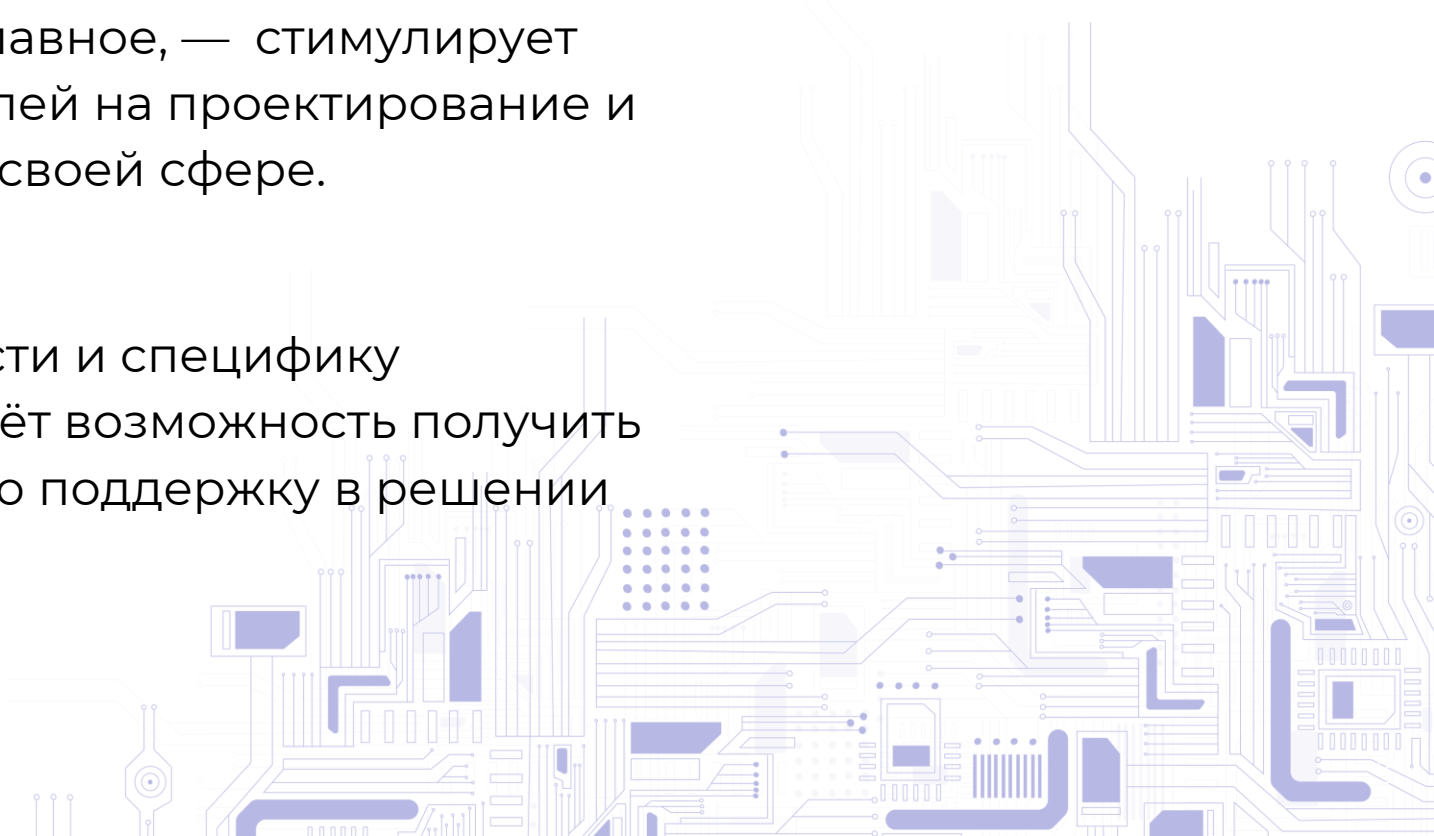 лавное, — стимулирует
лей на проектирование и
своей сфере.
сти и специфику
ёт возможность получить
ю поддержку в решении